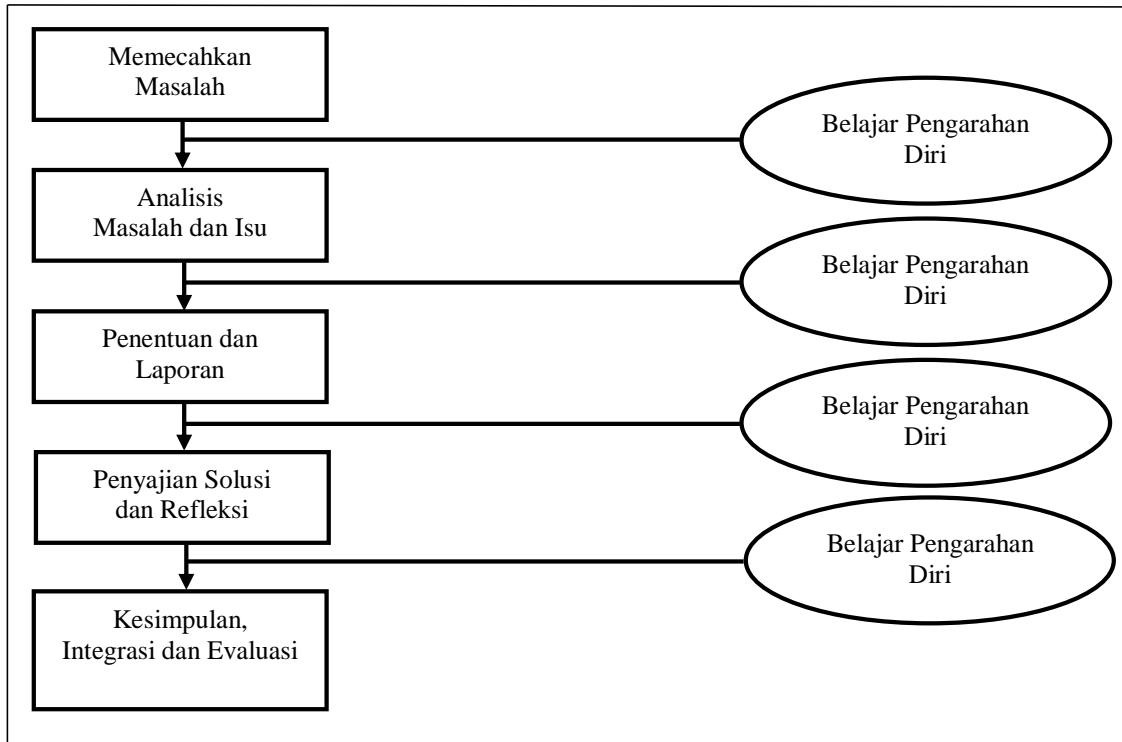 Memecahkan
Masalah
Belajar Pengarahan
Diri
Analisis
Masalah dan Isu
Belajar Pengarahan
Diri
Penentuan dan
Laporan
Belajar Pengarahan
Diri
Penyajian Solusi
dan Refleksi
Belajar Pengarahan
Diri
Kesimpulan,
Integrasi dan Evaluasi